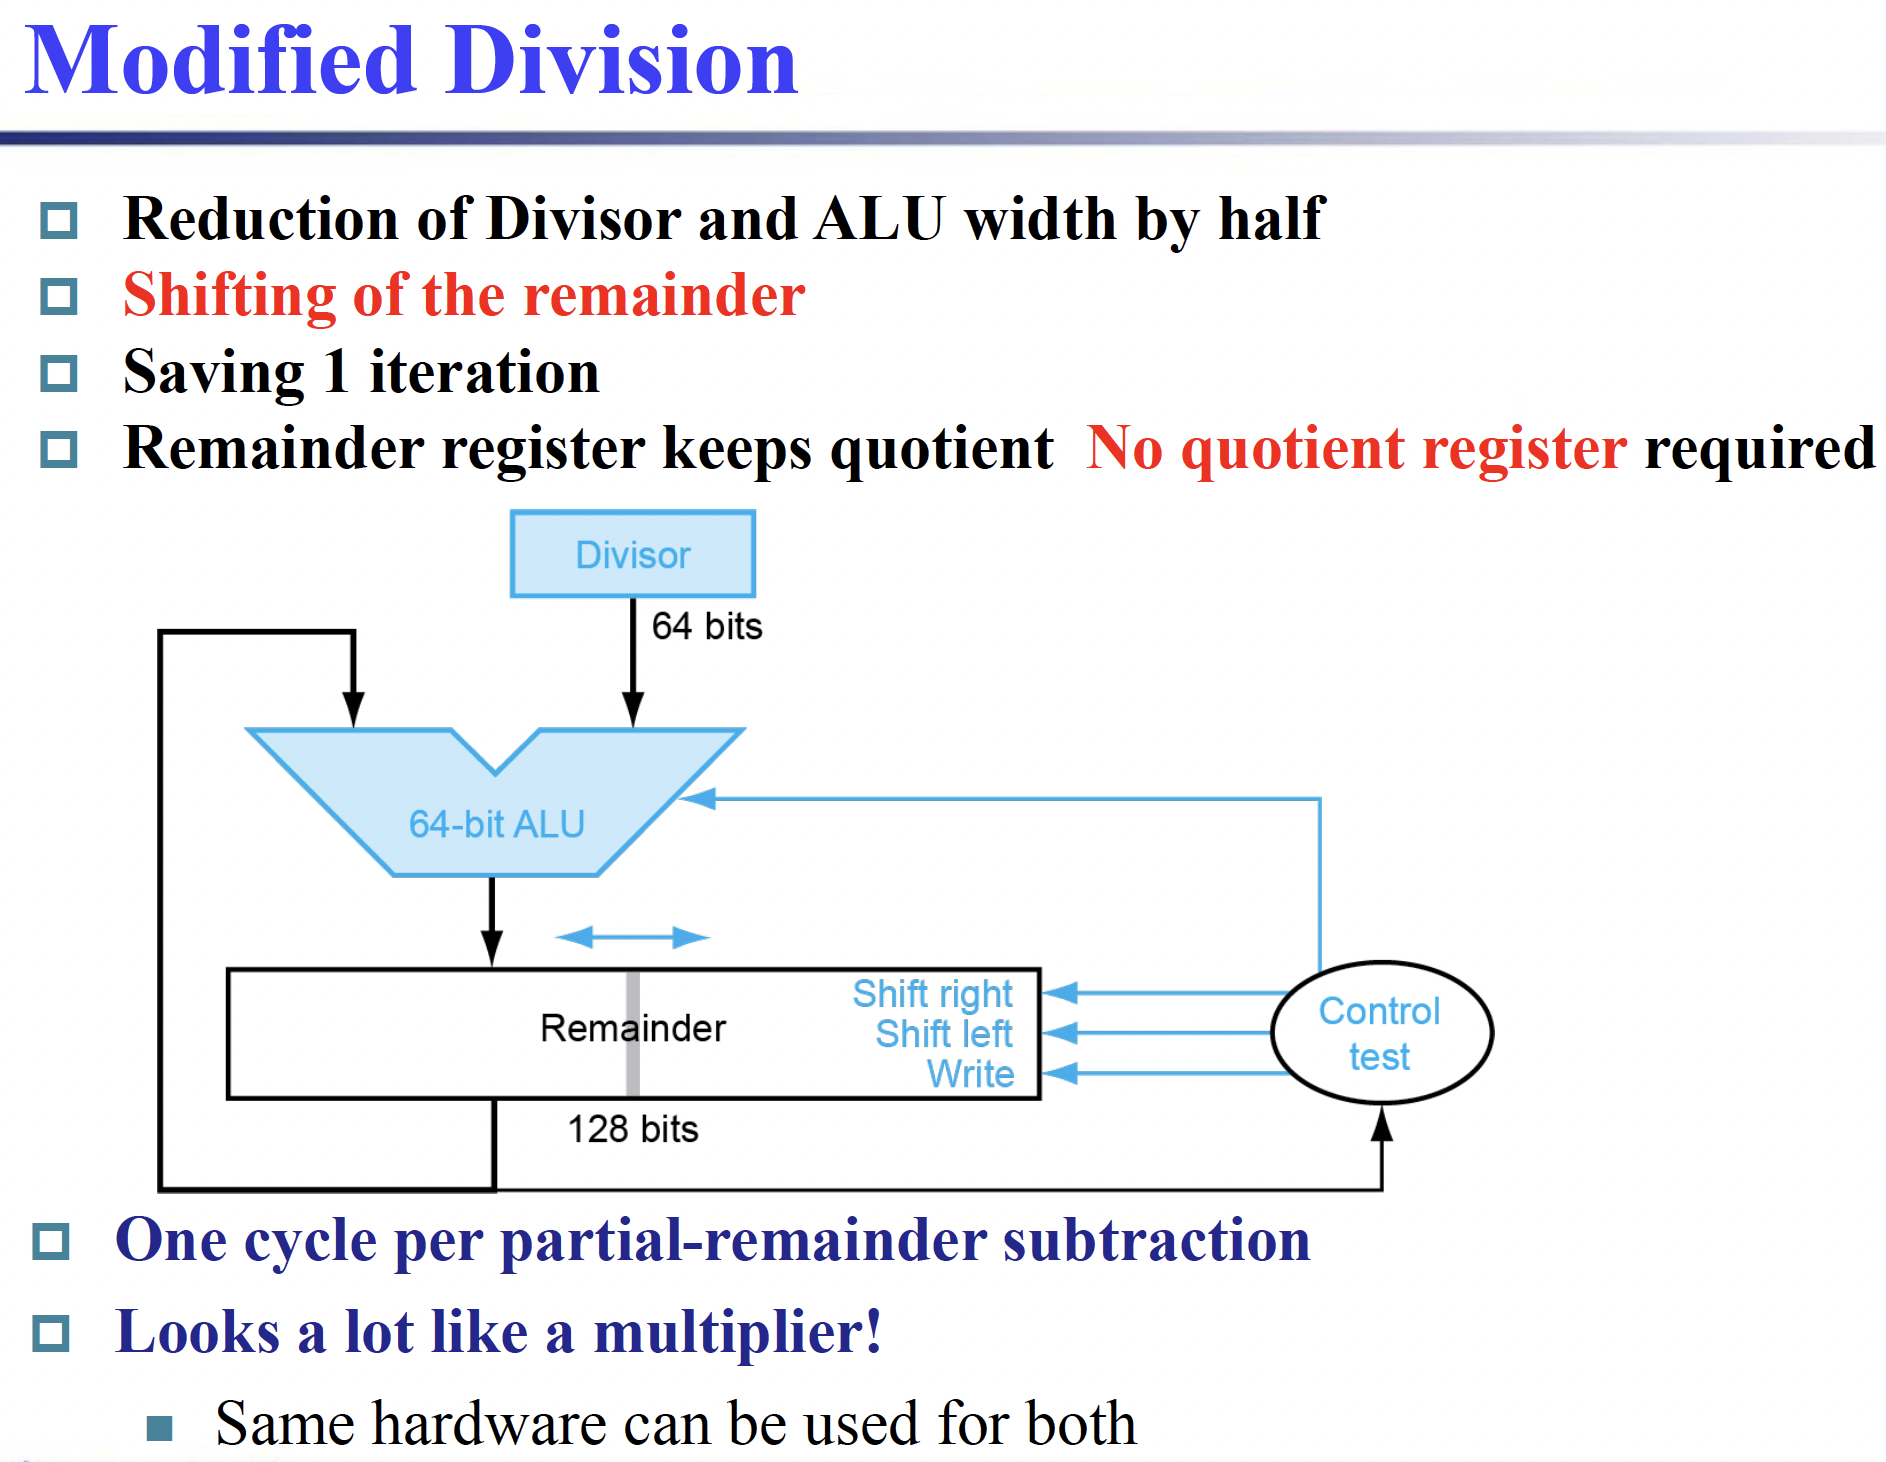 Modified Division
Reduction of Divisor and ALU width by half
Shifting of the remainder
Saving 1 iteration
Remainder register keeps quotient No quotient register required
Divisor
64 bits
64-bit ALU
Remainder
Shift right
Shift left
Write
Control
test
128 bits
One cycle per partial-remainder subtraction
Looks a lot like a multiplier!
Same hardware can be used for both